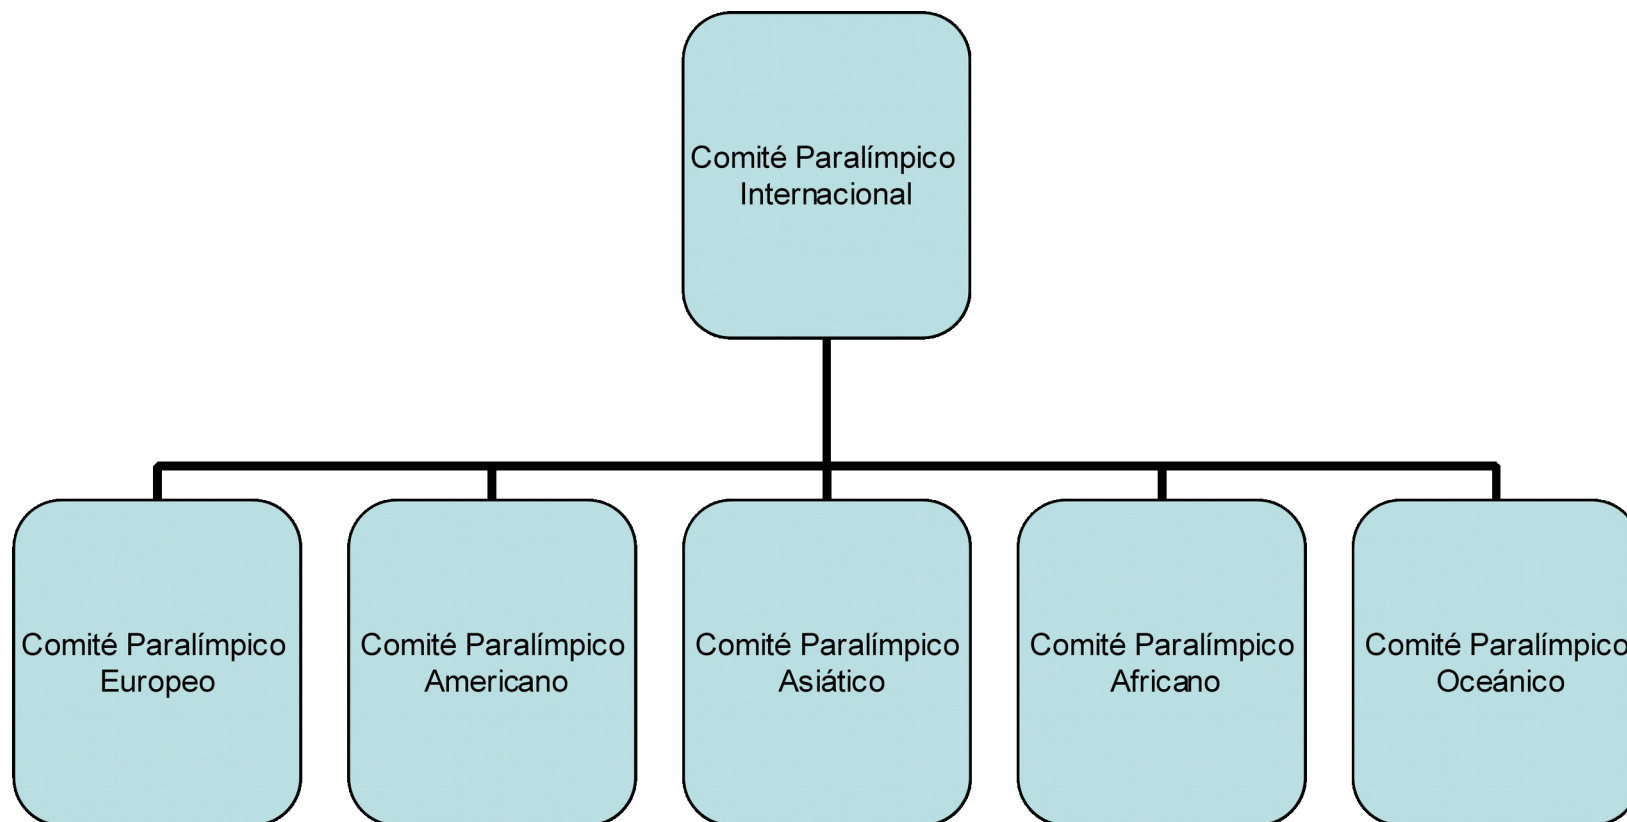 Comité Paralímpico
Internacional
Comité Paralímpico
Europeo
Comité Paralímpico
Americano
Comité Paralímpico
Asiático
Comité Paralímpico
Africano
Comité Paralímpico
Oceánico